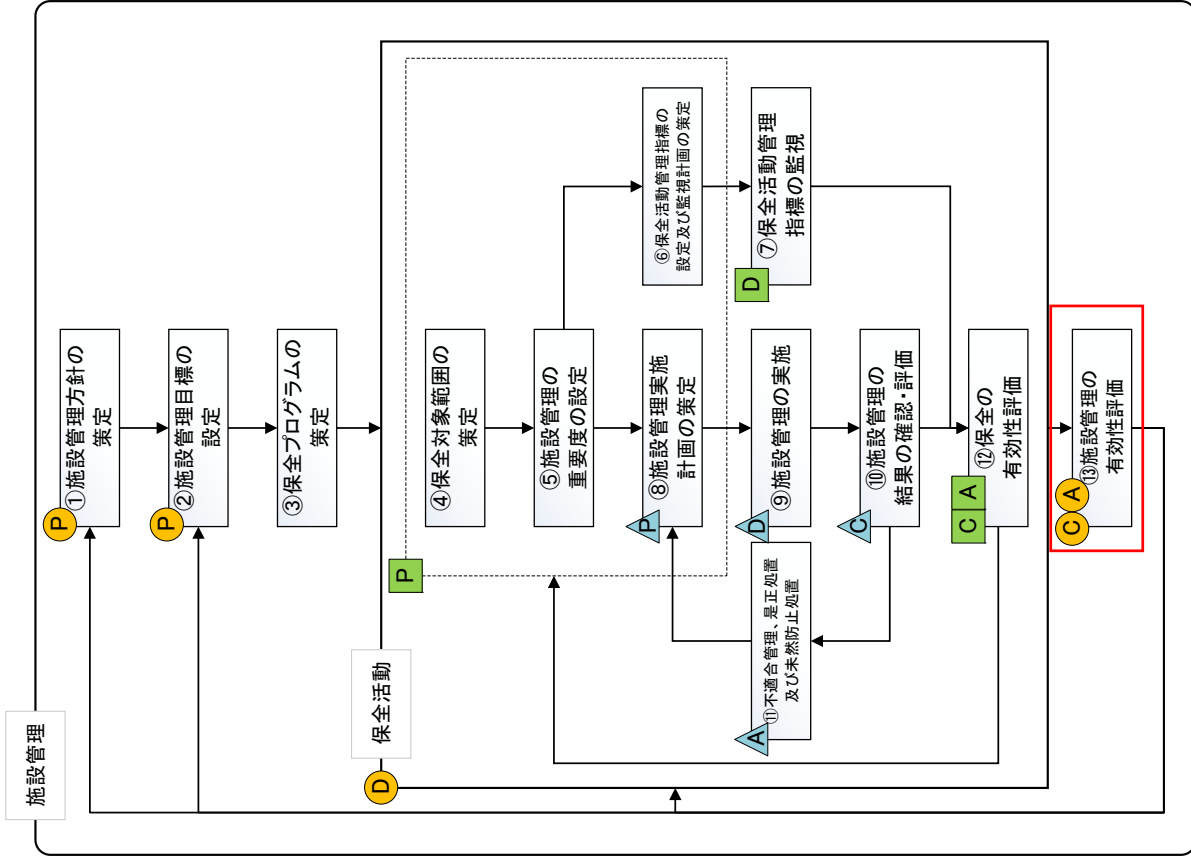 施設管理
P
①施設管理方針の
策定
P
②施設管理目標の
設定
③保全プログラムの
策定
D
保全活動
P
④保全対象範囲の
策定
⑤施設管理の
重要度の設定
⑥保全活動管理指標の
設定及び監視計画の策定
P
⑧施設管理実施
計画の策定
D
⑦保全活動管理
指標の監視
D
⑨施設管理の実施
A
⑪不適合管理、是正処置
及び未然防止処置
C
⑩施設管理の
結果の確認・評価
C A
⑫保全の
有効性評価
C A
⑬施設管理の
有効性評価